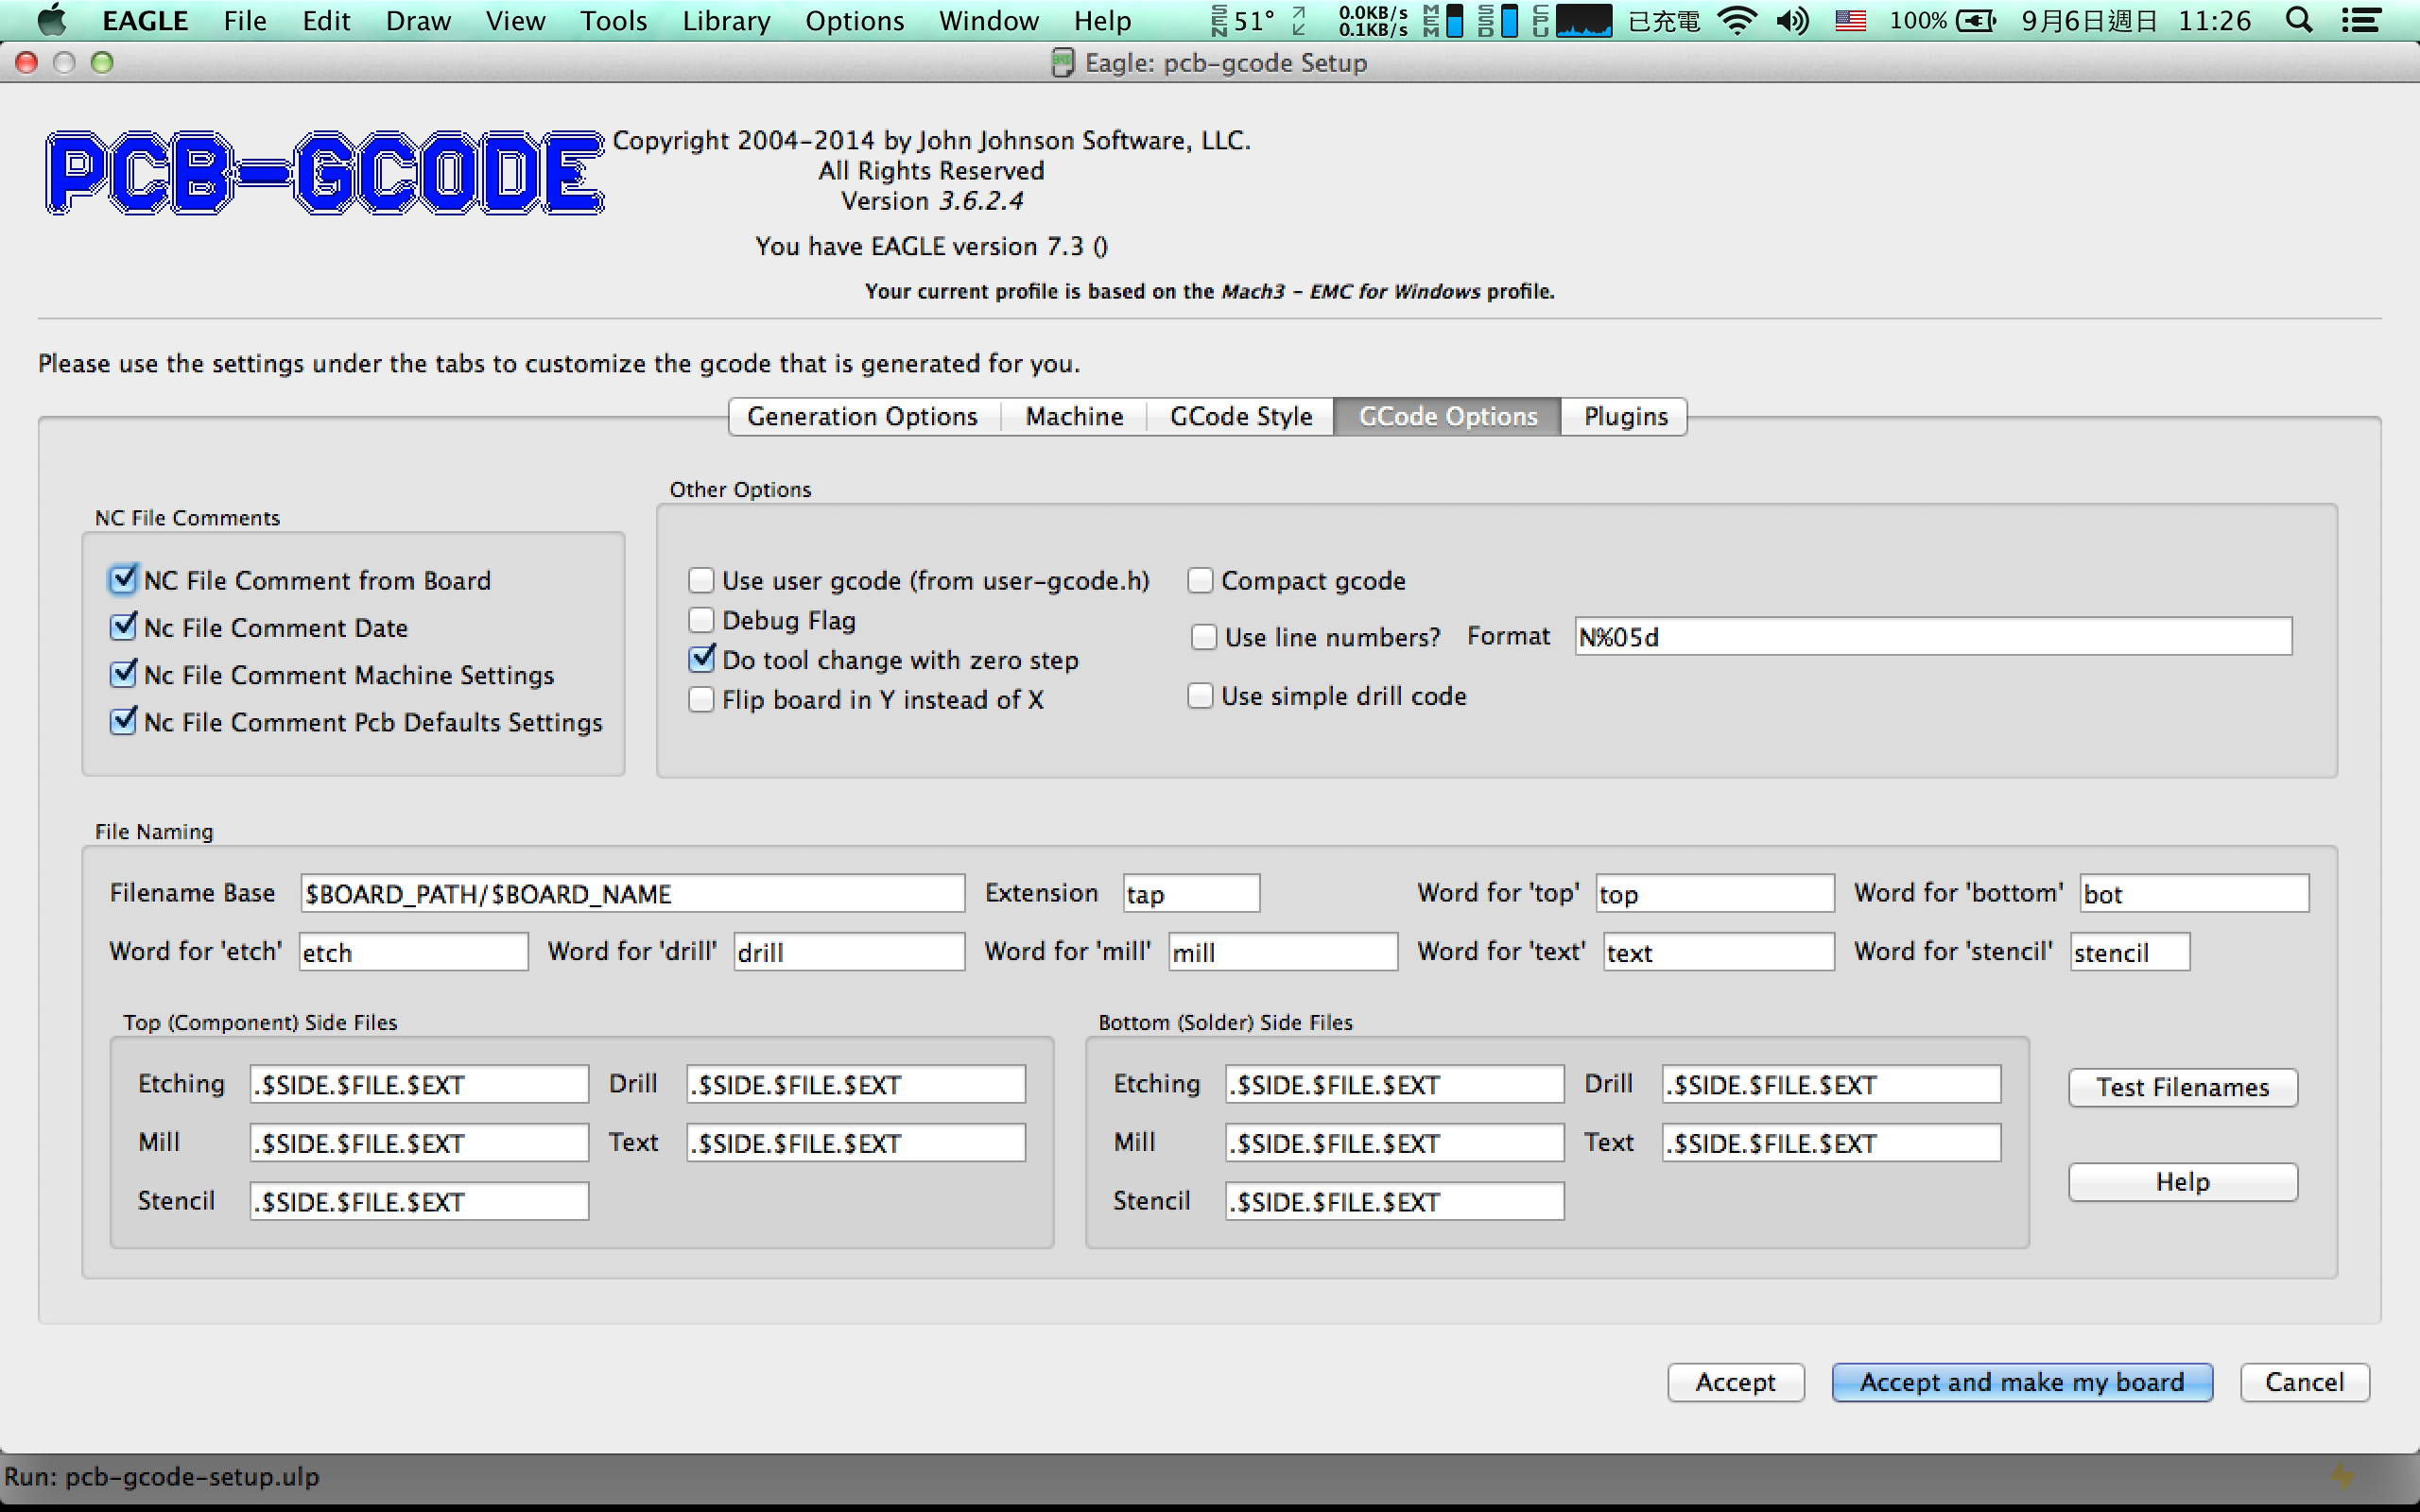 EAGLE File Edit Draw View Tools Library Options Window Help SEN 51° 0.0KB/s 0.1KB/s MEM SSD CPU 已充電 100% 9月6日週日 11:26
Eagle: pcb-gcode Setup
PCB-GCODE
Copyright 2004-2014 by John Johnson Software, LLC.
All Rights Reserved
Version 3.6.2.4
You have EAGLE version 7.3 ()
Your current profile is based on the Mach3 - EMC for Windows profile.
Please use the settings under the tabs to customize the gcode that is generated for you.
Generation Options Machine GCode Style GCode Options Plugins
NC File Comments
NC File Comment from Board
Nc File Comment Date
Nc File Comment Machine Settings
Nc File Comment Pcb Defaults Settings
Other Options
Use user gcode (from user-gcode.h) Compact gcode
Debug Flag
Use line numbers? Format N%05d
Do tool change with zero step
Flip board in Y instead of X Use simple drill code
File Naming
Filename Base $BOARD_PATH/$BOARD_NAME Extension tap Word for 'top' top Word for 'bottom' bot
Word for 'etch' etch Word for 'drill' drill Word for 'mill' mill Word for 'text' text Word for 'stencil' stencil
Top (Component) Side Files
Etching .$SIDE.$FILE.$EXT Drill .$SIDE.$FILE.$EXT
Mill .$SIDE.$FILE.$EXT Text .$SIDE.$FILE.$EXT
Stencil .$SIDE.$FILE.$EXT
Bottom (Solder) Side Files
Etching .$SIDE.$FILE.$EXT Drill .$SIDE.$FILE.$EXT
Mill .$SIDE.$FILE.$EXT Text .$SIDE.$FILE.$EXT
Stencil .$SIDE.$FILE.$EXT
Test Filenames
Help
Accept Accept and make my board Cancel
Run: pcb-gcode-setup.ulp